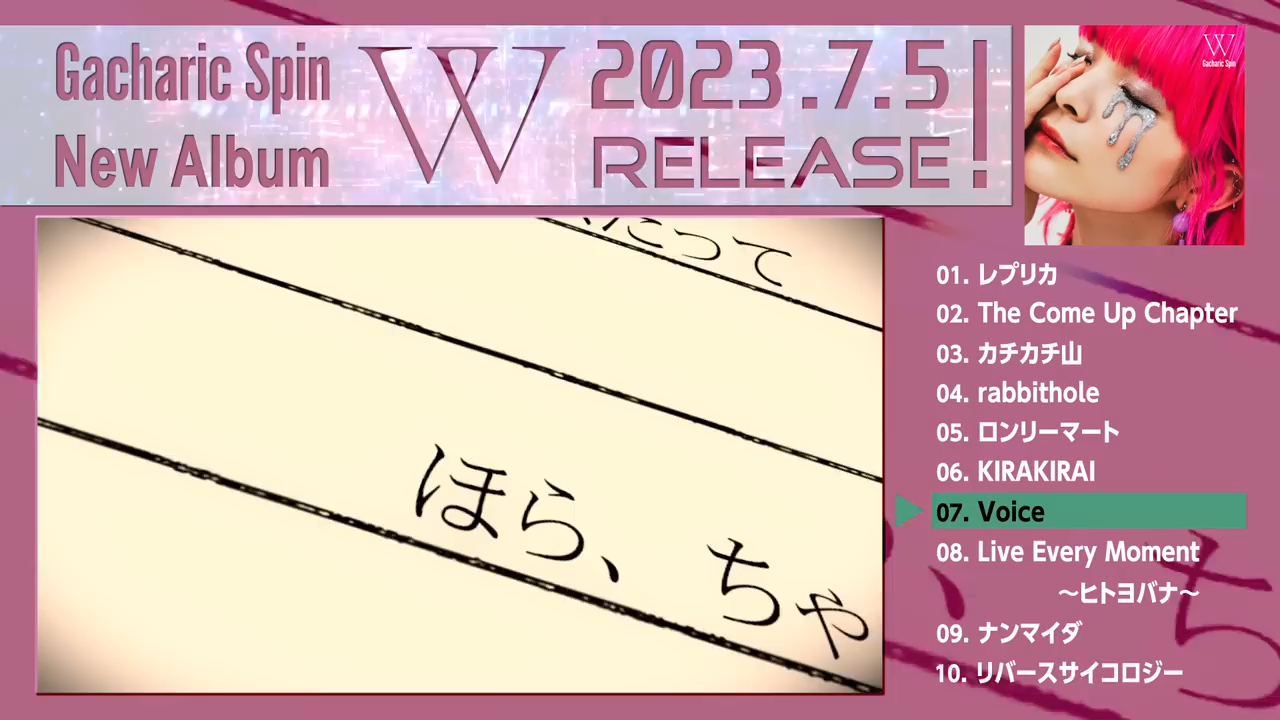 Gacharic Spin
New Album
W
2023.7.5
RELEASE!
W
Gacharic Spin
たって
ほら、 ちゃ
01. レプリカ
02. The Come Up Chapter
03. カチカチ山
04. rabbithole
05. ロンリーマート
06. KIRAKIRAI
07. Voice
08. Live Every Moment
～ヒトヨバナ～
09. ナンマイダ
10. リバースサイコロジー